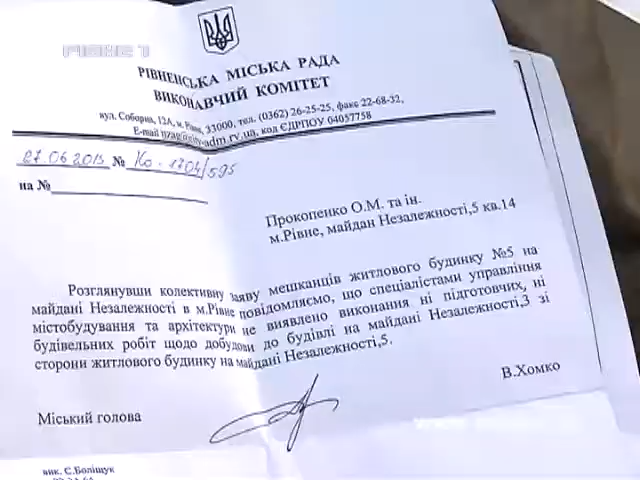 РІВНЕ 1
РІВНЕНСЬКА МІСЬКА РАДА
ВИКОНАВЧИЙ КОМІТЕТ
вул. Соборна, 12А, м. Рівне, 33000, тел. (0362) 26-25-25, факс 22-68-32,
E-mail код ЄДРПОУ 04057758
27.06.2013 № Ко-1704/595
на №
Прокопенко О.М. та ін.
м.Рівне, майдан Незалежності,5 кв.14
Розглянувши колективну заяву мешканців житлового будинку №5 на
майдані Незалежності в м.Рівне повідомляємо, що спеціалістами управління
містобудування та архітектури не виявлено виконання ні підготовчих, ні
будівельних робіт щодо добудови до будівлі на майдані Незалежності,3 зі
сторони житлового будинку на майдані Незалежності,5.
Міський голова
В.Хомко
вик. С.Боліщук